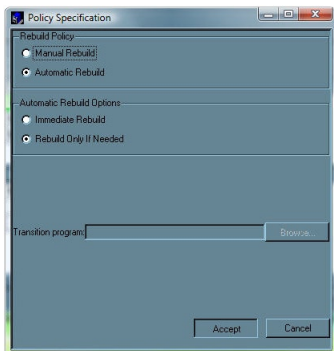 Policy Specification
Rebuild Policy
Manual Rebuild
Automatic Rebuild
Automatic Rebuild Options
Immediate Rebuild
Rebuild Only If Needed
Transition program:
Browse...
Accept
Cancel